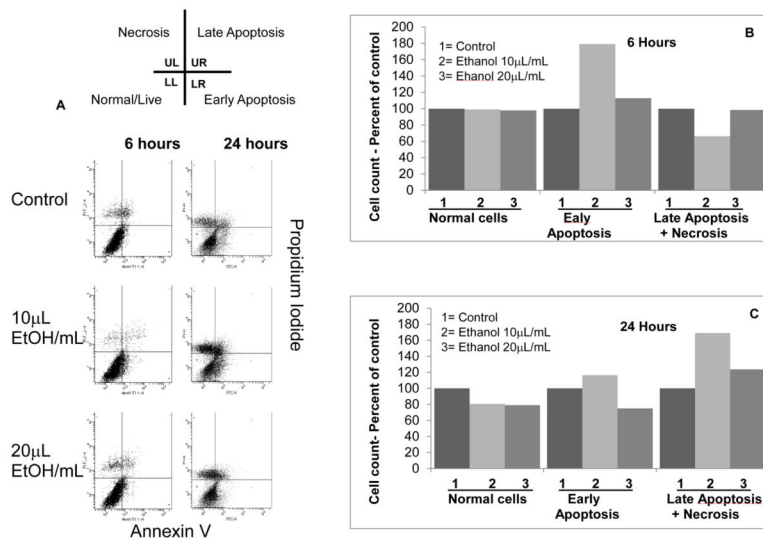 Necrosis Late Apoptosis
UL UR
LL LR
A
Normal/Live Early Apoptosis
6 hours 24 hours
Control
10µL
EtOH/mL
20µL
EtOH/mL
Propidium Iodide
Annexin V
B
6 Hours
1= Control
2= Ethanol 10µL/mL
3= Ehanol 20µL/mL
Cell count - Percent of control
200
180
160
140
120
100
80
60
40
20
0
1 2 3 1 2 3 1 2 3
Normal cells Ealy Late Apoptosis
Apoptosis + Necrosis
C
24 Hours
1= Control
2= Ethanol 10µL/mL
3= Ethanol 20µL/mL
Cell count- Percent of control
200
180
160
140
120
100
80
60
40
20
0
1 2 3 1 2 3 1 2 3
Normal cells Early Late Apoptosis
Apoptosis + Necrosis